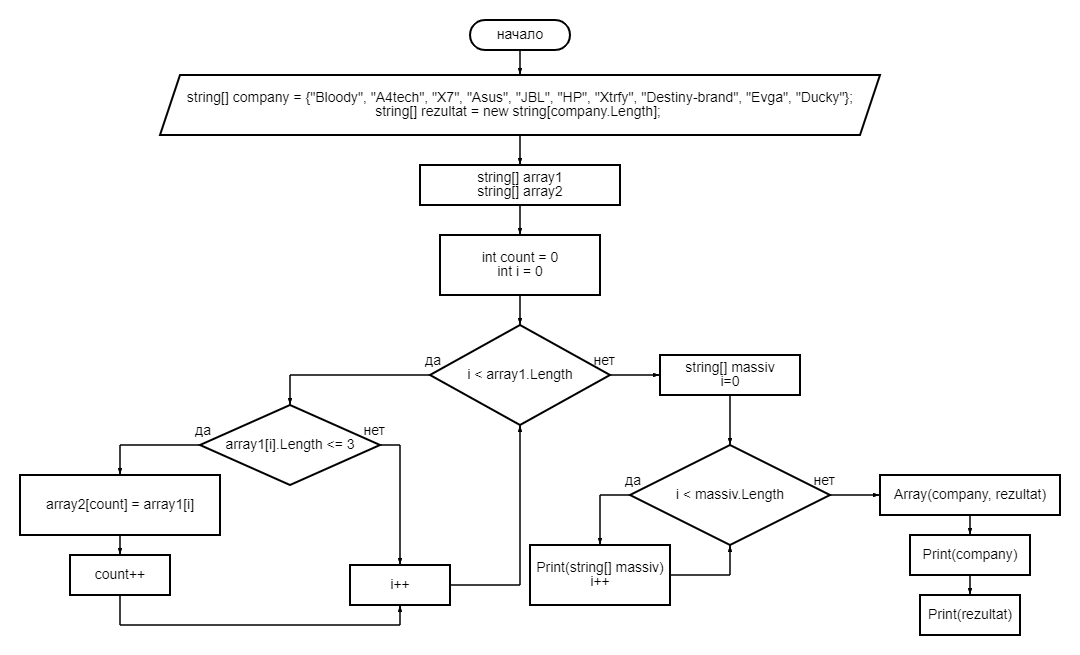 начало
string[] company = {"Bloody", "A4tech", "X7", "Asus", "JBL", "HP", "Xtrfy", "Destiny-brand", "Evga", "Ducky"};
string[] rezultat = new string[company.Length];
string[] array1
string[] array2
int count = 0
int i = 0
да
i < array1.Length
нет
string[] massiv
i=0
да
array1[i].Length <= 3
нет
array2[count] = array1[i]
count++
i++
да
i < massiv.Length
нет
Print(string[] massiv)
i++
Array(company, rezultat)
Print(company)
Print(rezultat)